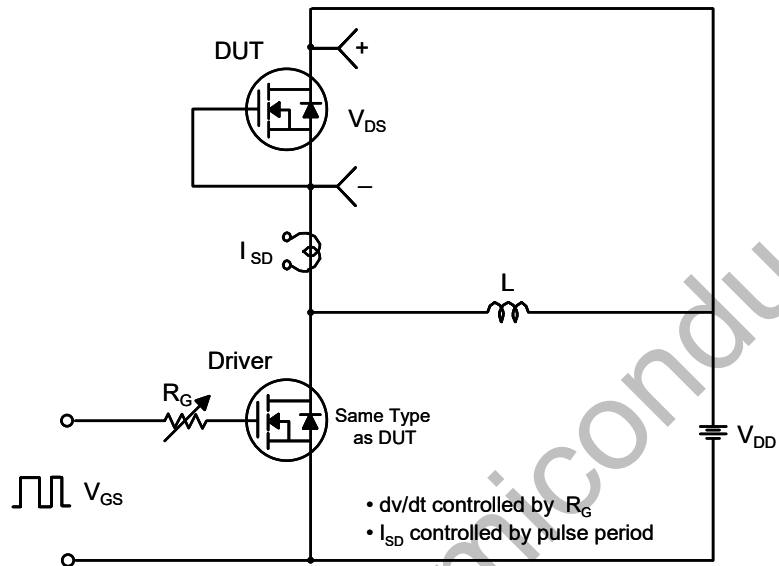 DUT
+
V_DS
–
I_SD
L
Driver
R_G
Same Type
as DUT
V_DD
V_GS
• dv/dt controlled by R_G
• I_SD controlled by pulse period
micondu